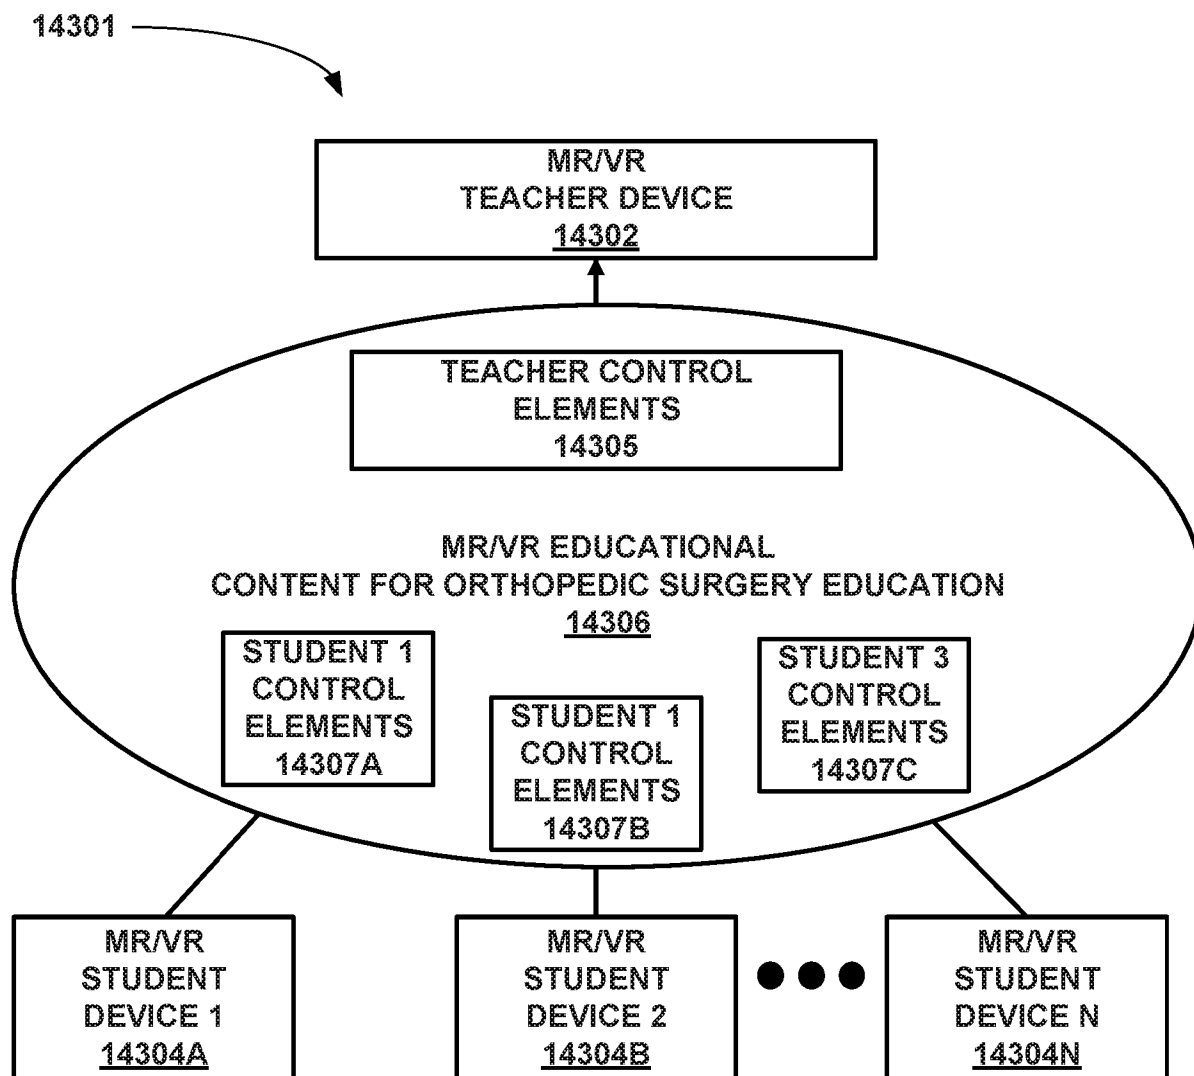 14301
MR/VR
TEACHER DEVICE
14302
TEACHER CONTROL
ELEMENTS
14305
MR/VR EDUCATIONAL
CONTENT FOR ORTHOPEDIC SURGERY EDUCATION
14306
STUDENT 1
CONTROL
ELEMENTS
14307A
STUDENT 1
CONTROL
ELEMENTS
14307B
STUDENT 3
CONTROL
ELEMENTS
14307C
MR/VR
STUDENT
DEVICE 1
14304A
MR/VR
STUDENT
DEVICE 2
14304B
MR/VR
STUDENT
DEVICE N
14304N